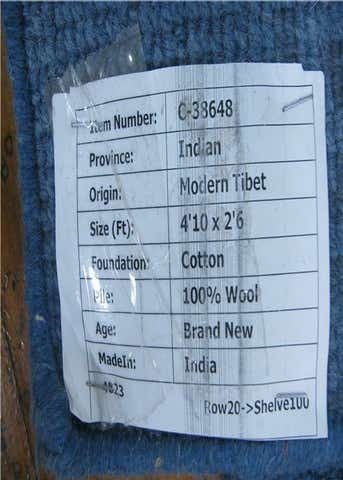 Item Number: C-38648
Province: Indian
Origin: Modern Tibet
Size (Ft): 4'10 x 2'6
Foundation: Cotton
Pile: 100% Wool
Age: Brand New
MadeIn: India
Row20->Shelve100